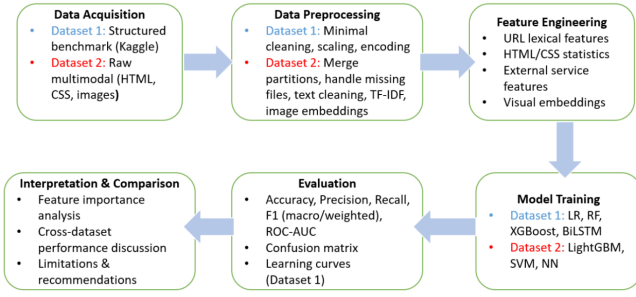 Data Acquisition
• Dataset 1: Structured
benchmark (Kaggle)
• Dataset 2: Raw
multimodal (HTML,
CSS, images)
Data Preprocessing
• Dataset 1: Minimal
cleaning, scaling, encoding
• Dataset 2: Merge
partitions, handle missing
files, text cleaning, TF-IDF,
image embeddings
Feature Engineering
• URL lexical features
• HTML/CSS statistics
• External service
features
• Visual embeddings
Interpretation & Comparison
• Feature importance
analysis
• Cross-dataset
performance discussion
• Limitations &
recommendations
Evaluation
• Accuracy, Precision, Recall,
F1 (macro/weighted),
ROC-AUC
• Confusion matrix
• Learning curves
(Dataset 1)
Model Training
• Dataset 1: LR, RF,
XGBoost, BiLSTM
• Dataset 2: LightGBM,
SVM, NN